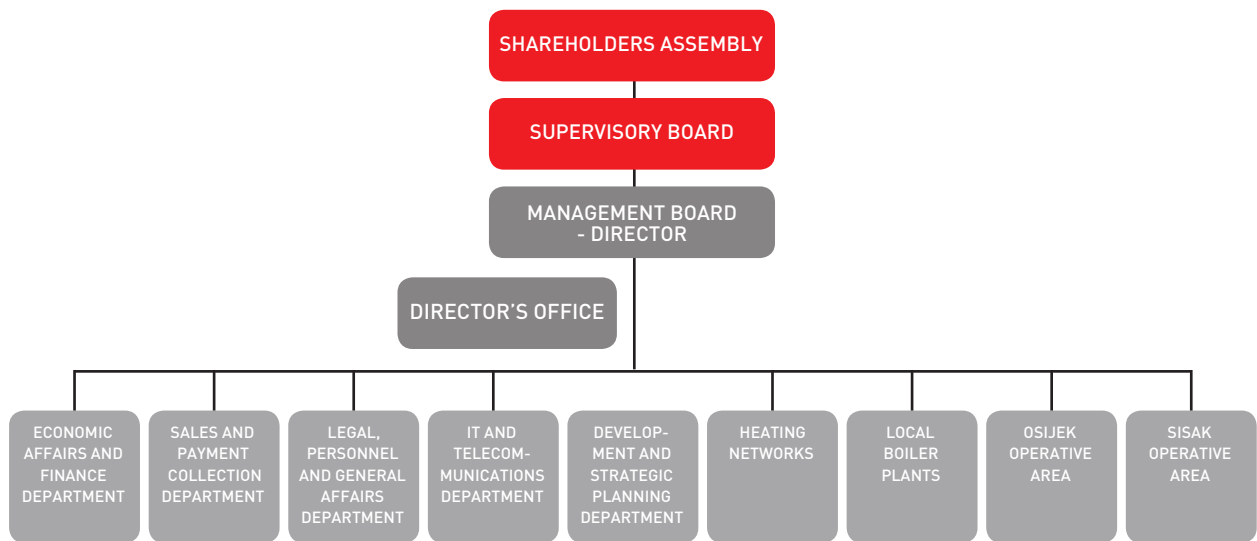 SHAREHOLDERS ASSEMBLY
SUPERVISORY BOARD
MANAGEMENT BOARD
- DIRECTOR
DIRECTOR'S OFFICE
ECONOMIC
AFFAIRS AND
FINANCE
DEPARTMENT
SALES AND
PAYMENT
COLLECTION
DEPARTMENT
LEGAL,
PERSONNEL
AND GENERAL
AFFAIRS
DEPARTMENT
IT AND
TELECOM-
MUNICATIONS
DEPARTMENT
DEVELOP-
MENT AND
STRATEGIC
PLANNING
DEPARTMENT
HEATING
NETWORKS
LOCAL
BOILER
PLANTS
OSIJEK
OPERATIVE
AREA
SISAK
OPERATIVE
AREA